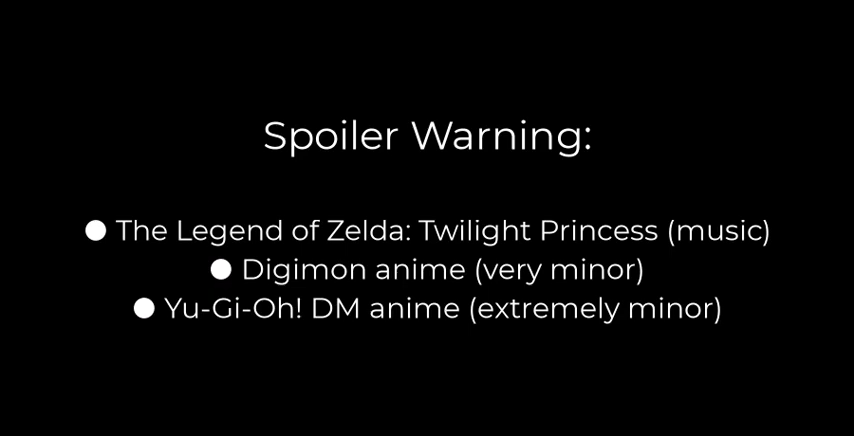 Spoiler Warning:
● The Legend of Zelda: Twilight Princess (music)
● Digimon anime (very minor)
● Yu-Gi-Oh! DM anime (extremely minor)